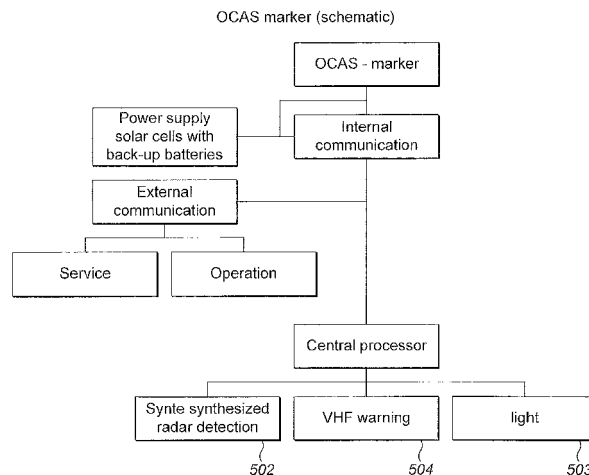 OCAS marker (schematic)
OCAS - marker
Power supply
solar cells with
back-up batteries
Internal
communication
External
communication
Service
Operation
Central processor
Synte synthesized
radar detection
VHF warning
light
502
504
503